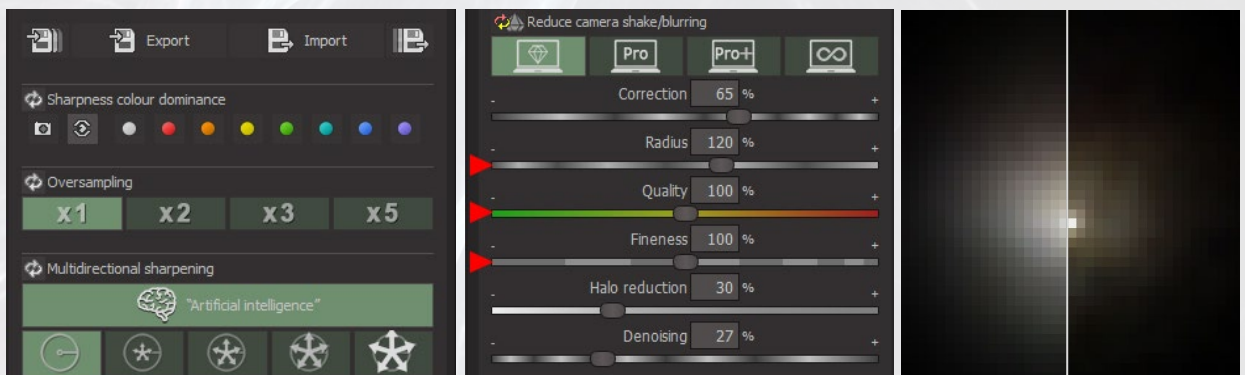 Export Import
Sharpness colour dominance
Oversampling
x1 x2 x3 x5
Multidirectional sharpening
"Artificial intelligence"
Reduce camera shake/blurring
Pro Pro+
Correction 65 %
- +
Radius 120 %
- +
Quality 100 %
- +
Fineness 100 %
- +
Halo reduction 30 %
- +
Denoising 27 %
- +